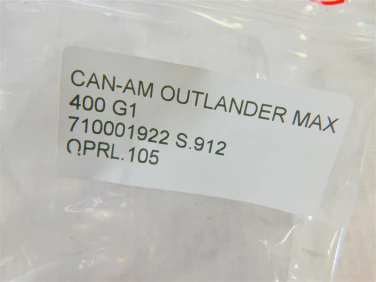 CAN-AM OUTLANDER MAX
400 G1
710001922 S.912
Q.PRL.105